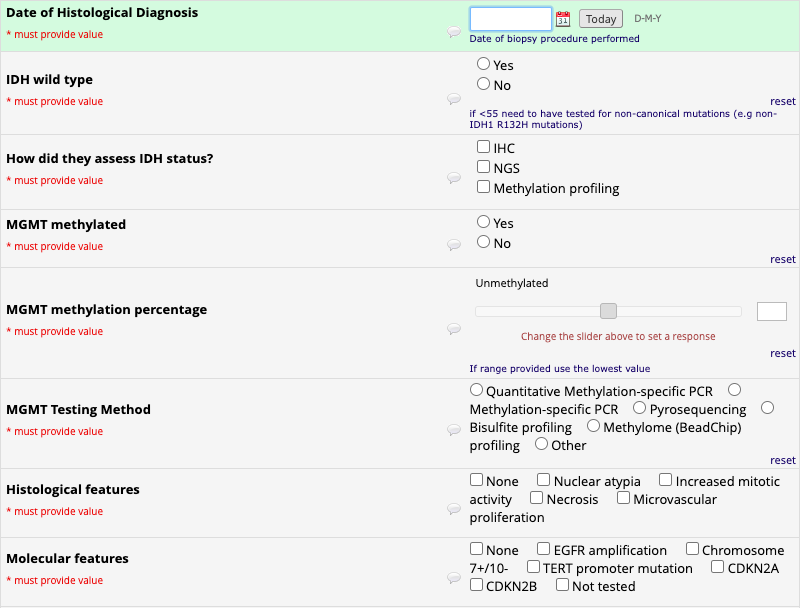 Date of Histological Diagnosis
* must provide value
31
Today
D-M-Y
Date of biopsy procedure performed
IDH wild type
* must provide value
Yes
No
reset
if <55 need to have tested for non-canonical mutations (e.g non-
IDH1 R132H mutations)
How did they assess IDH status?
* must provide value
IHC
NGS
Methylation profiling
MGMT methylated
* must provide value
Yes
No
reset
MGMT methylation percentage
* must provide value
Unmethylated
Change the slider above to set a response
reset
If range provided use the lowest value
MGMT Testing Method
* must provide value
Quantitative Methylation-specific PCR
Methylation-specific PCR Pyrosequencing
Bisulfite profiling Methylome (BeadChip)
profiling Other
reset
Histological features
* must provide value
None Nuclear atypia Increased mitotic
activity Necrosis Microvascular
proliferation
Molecular features
* must provide value
None EGFR amplification Chromosome
7+/10- TERT promoter mutation CDKN2A
CDKN2B Not tested